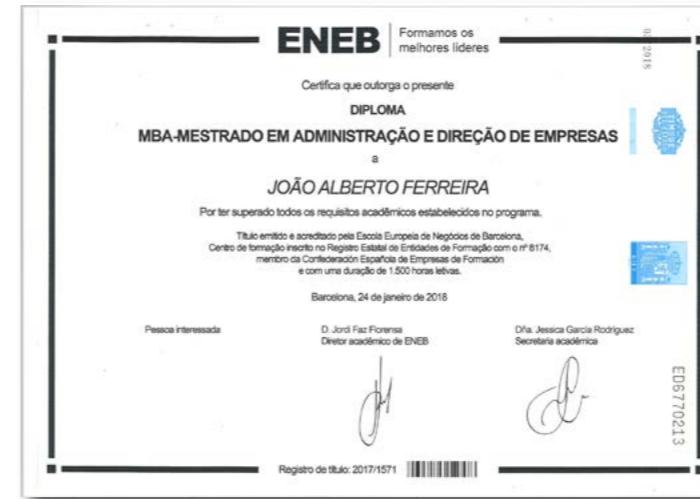 ENEB
Formamos os
melhores líderes
Certifica que outorga o presente
DIPLOMA
MBA-MESTRADO EM ADMINISTRAÇÃO E DIREÇÃO DE EMPRESAS
a
JOÃO ALBERTO FERREIRA
Por ter superado todos os requisitos acadêmicos estabelecidos no programa.
Título emitido e acreditado pela Escola Europeia de Negócios de Barcelona,
Centro de formação inscrito no Registro Estatal de Entidades de Formação com o nº 8174,
membro da Confederación Española de Empresas de Formación
e com uma duração de 1.500 horas letivas.
Barcelona, 24 de janeiro de 2018
Pessoa interessada
D. Jordi Faz Florensa
Diretor acadêmico de ENEB
Dña. Jessica García Rodríguez
Secretaria acadêmica
Registro de título: 2017/1571
2018
ED6770213